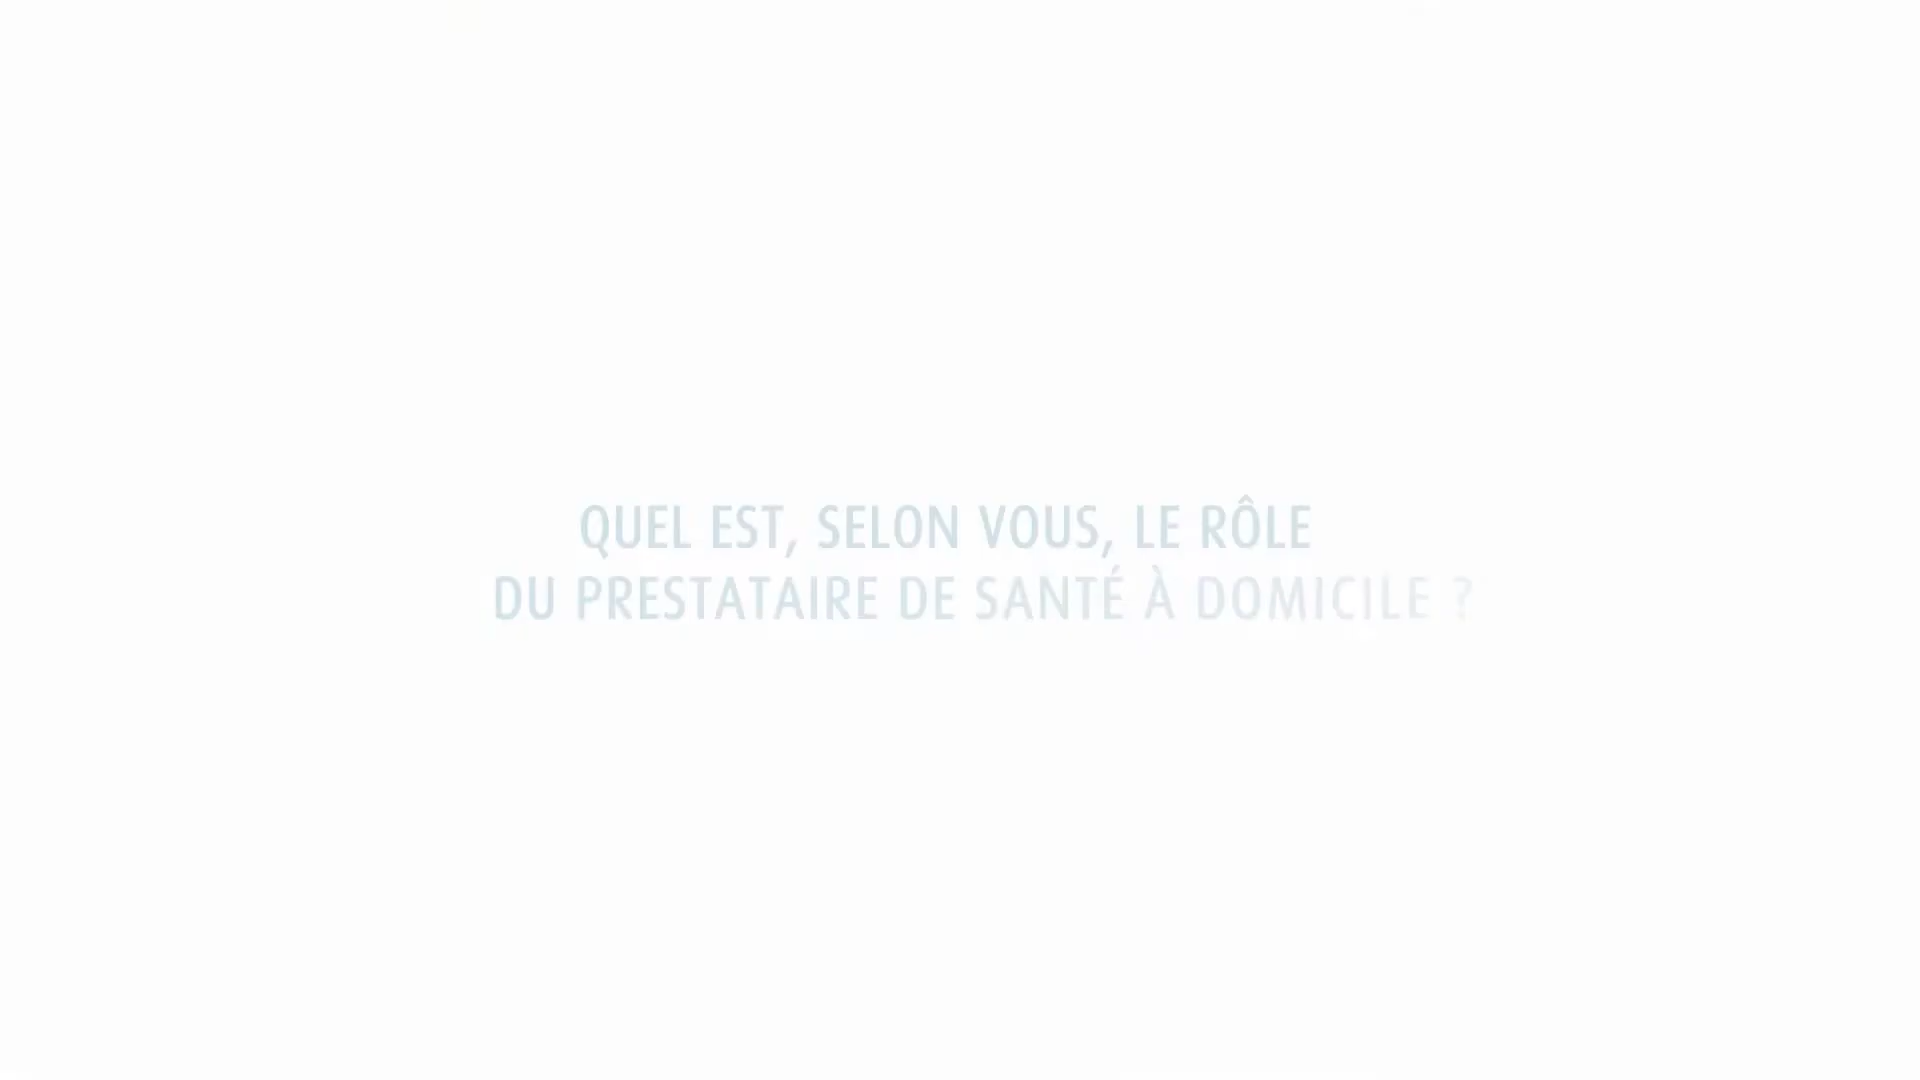 QUEL EST, SELON VOUS, LE RÔLE
DU PRESTATAIRE DE SANTÉ À DOMICILE ?